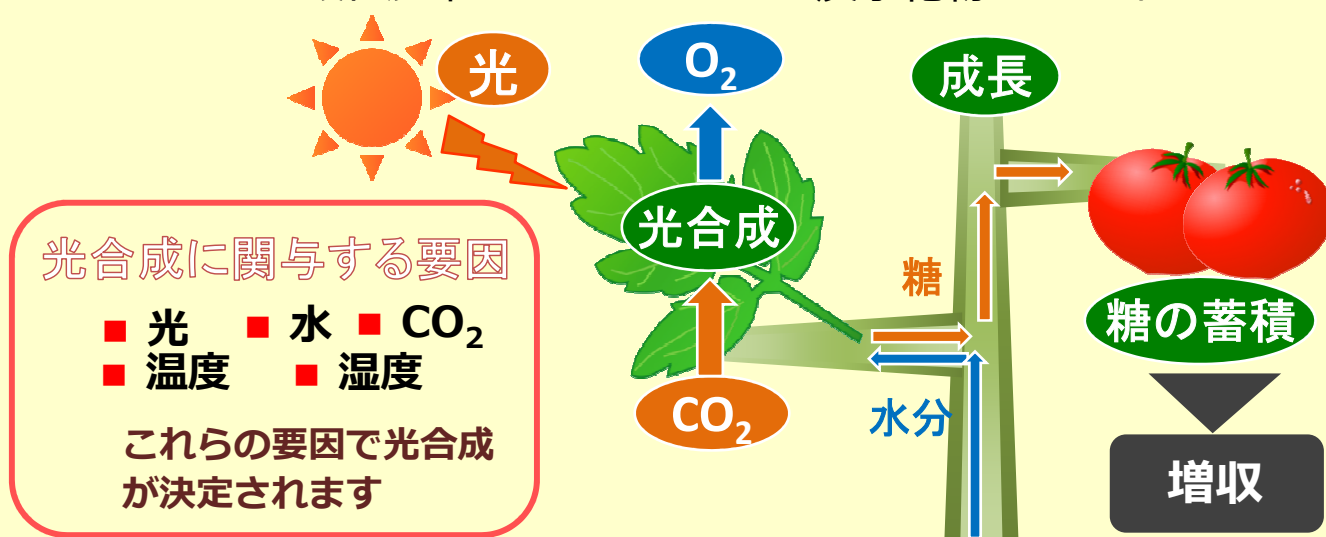 光
O₂
成長
光合成
糖
糖の蓄積
CO₂
水分
増収
光合成に関与する要因
■ 光 ■ 水 ■ CO₂
■ 温度 ■ 湿度
これらの要因で光合成
が決定されます